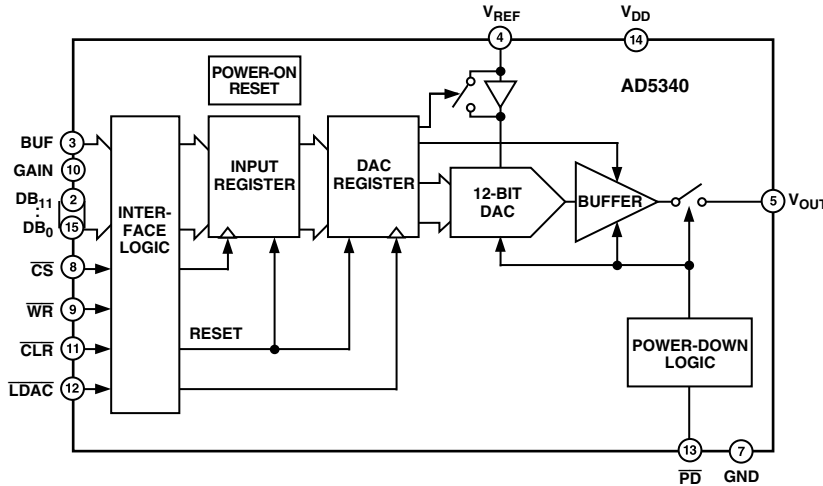 VREF
VDD
4
14
AD5340
POWER-ON
RESET
BUF
3
GAIN
10
DB11
2
⋮
DB0
15
CS
8
WR
9
CLR
11
LDAC
12
INTER-
FACE
LOGIC
INPUT
REGISTER
DAC
REGISTER
12-BIT
DAC
BUFFER
5
VOUT
RESET
POWER-DOWN
LOGIC
13
7
PD
GND